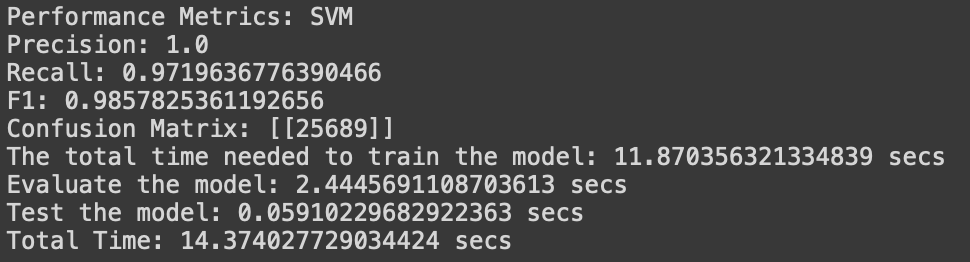 Performance Metrics: SVM
Precision: 1.0
Recall: 0.9719636776390466
F1: 0.9857825361192656
Confusion Matrix: [[25689]]
The total time needed to train the model: 11.870356321334839 secs
Evaluate the model: 2.4445691108703613 secs
Test the model: 0.05910229682922363 secs
Total Time: 14.374027729034424 secs